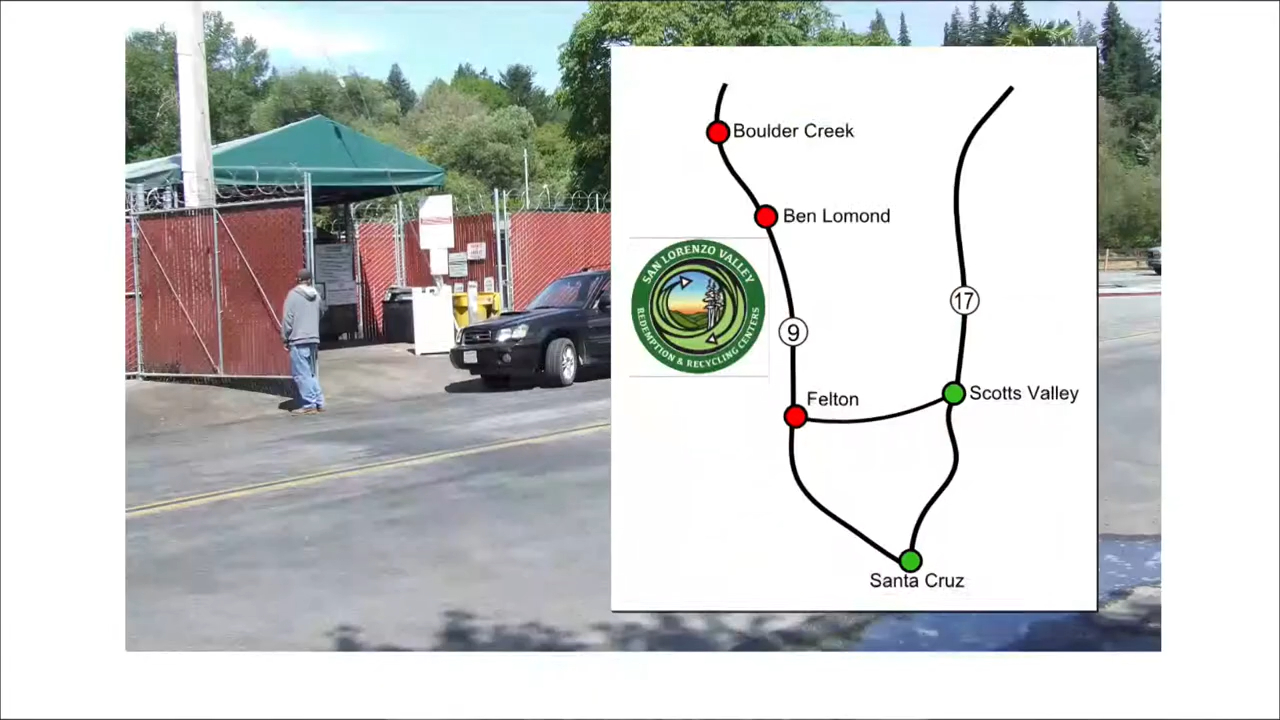 Boulder Creek
Ben Lomond
SAN LORENZO VALLEY
REDEMPTION & RECYCLING CENTERS
17
9
Felton
Scotts Valley
Santa Cruz